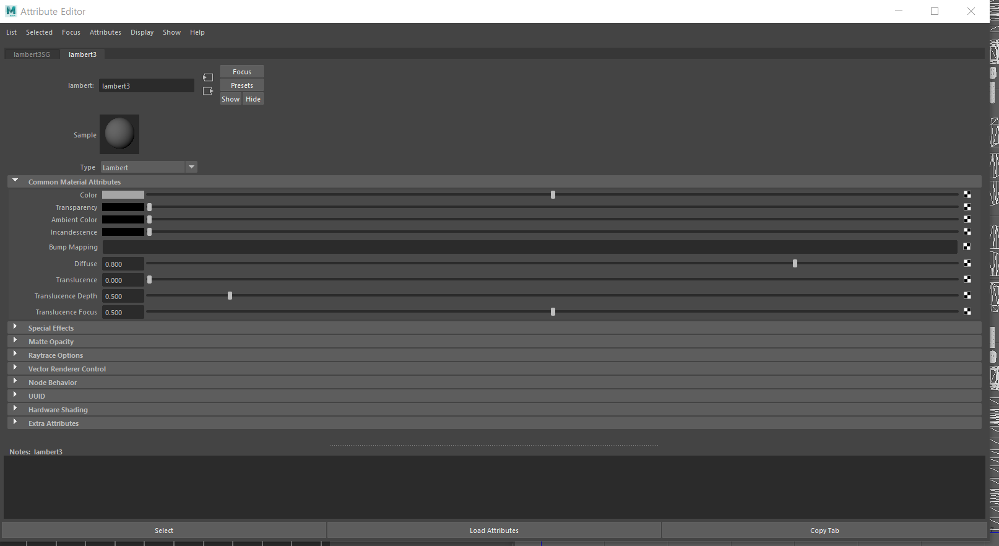 Attribute Editor
List Selected Focus Attributes Display Show Help
lambert3SG lambert3
Focus
lambert: lambert3 Presets
Show Hide
Sample
Type Lambert
Common Material Attributes
Color
Transparency
Ambient Color
Incandescence
Bump Mapping
Diffuse 0.800
Translucence 0.000
Translucence Depth 0.500
Translucence Focus 0.500
Special Effects
Matte Opacity
Raytrace Options
Vector Renderer Control
Node Behavior
UUID
Hardware Shading
Extra Attributes
Notes: lambert3
Select Load Attributes Copy Tab